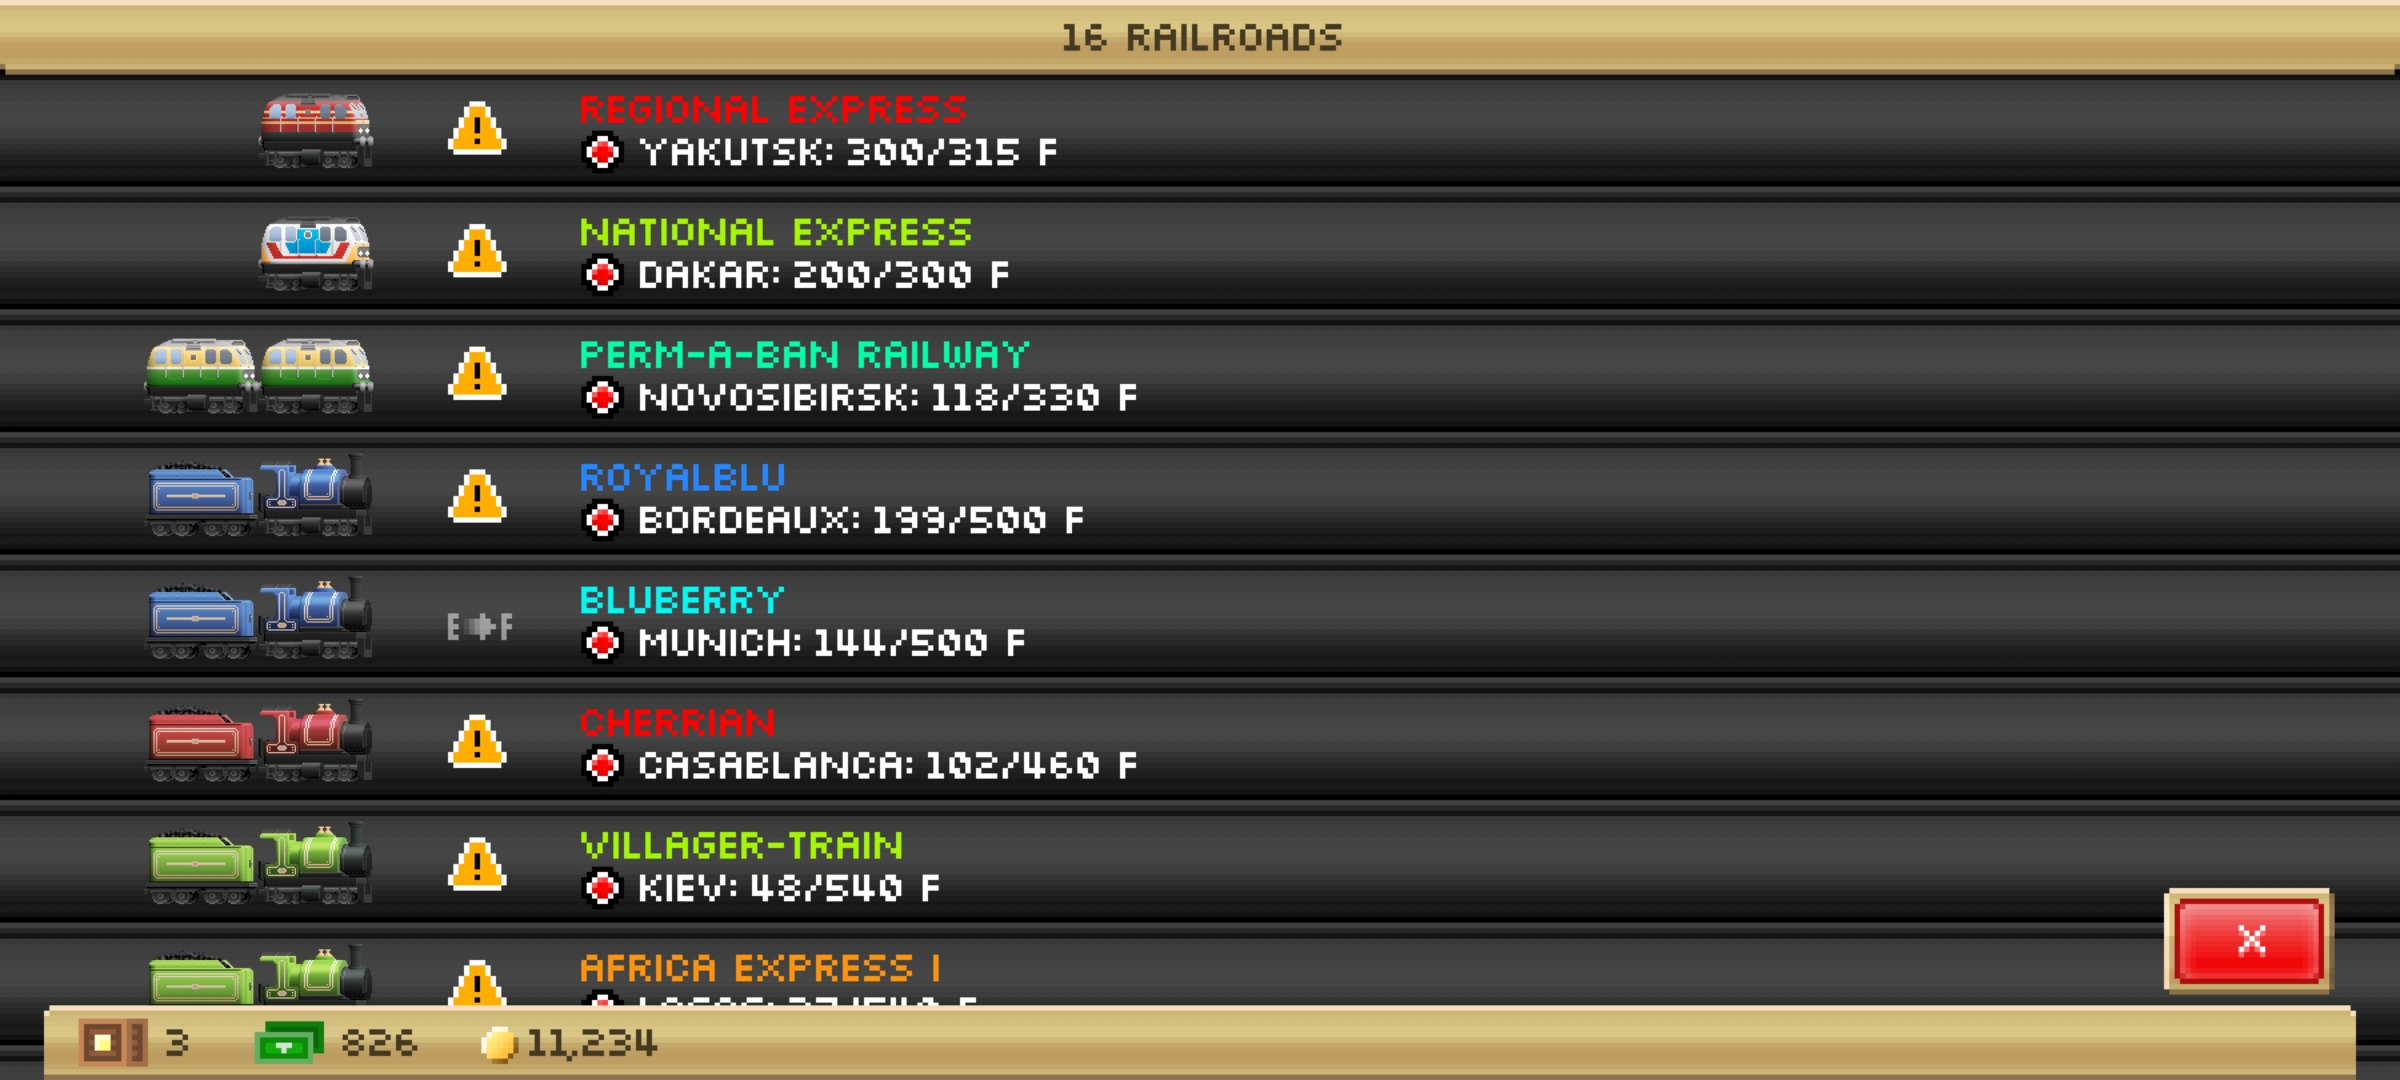 16 RAILROADS
REGIONAL EXPRESS
YAKUTSK: 300/315 F
NATIONAL EXPRESS
DAKAR: 200/300 F
PERM-A-BAN RAILWAY
NOVOSIBIRSK: 118/330 F
ROYALBLU
BORDEAUX: 199/500 F
E F
BLUBERRY
MUNICH: 144/500 F
CHERRIAN
CASABLANCA: 102/460 F
VILLAGER-TRAIN
KIEV: 48/540 F
AFRICA EXPRESS I
X
3 826 11,234